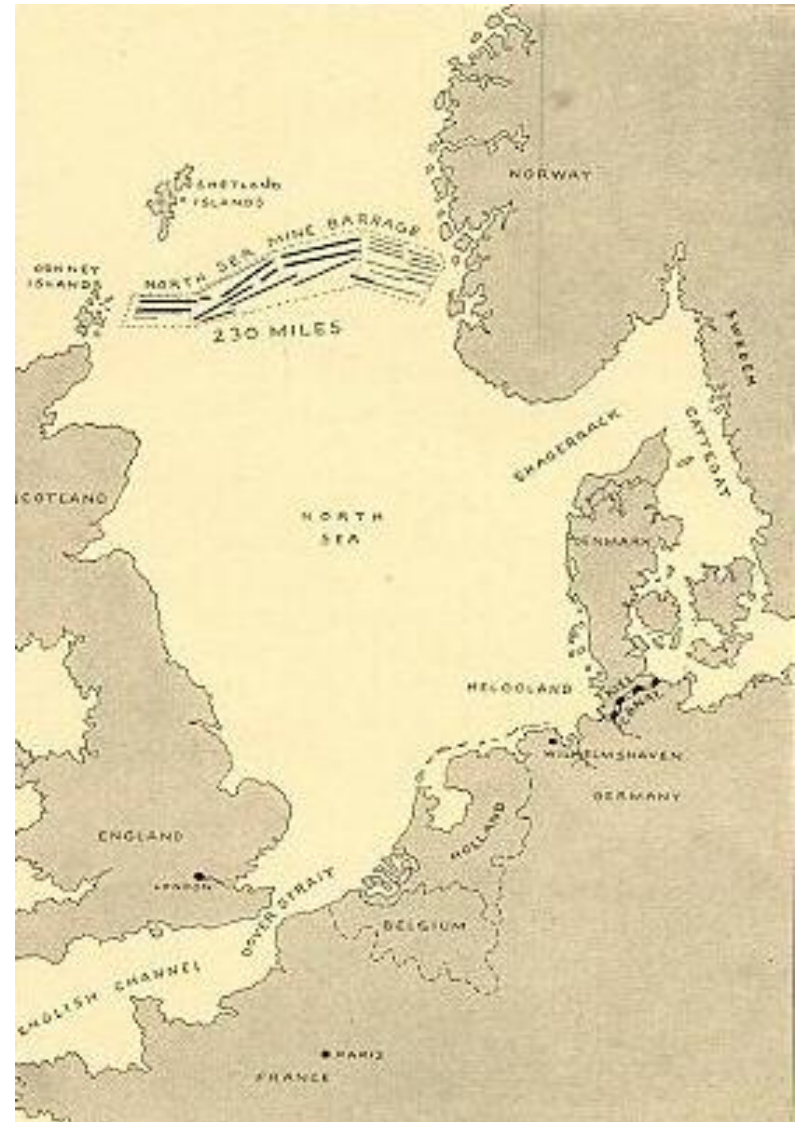 NORWAY
SHETLAND
ISLANDS
NORTH SEA MINE BARRAGE
ORKNEY
ISLANDS
230 MILES
SWEDEN
SKAGERRACK
CATTEGAT
SCOTLAND
NORTH
SEA
DENMARK
HELGOLAND
KIEL
CANAL
WILHELMSHAVEN
GERMANY
ENGLAND
HOLLAND
LONDON
DOVER STRAIT
BELGIUM
ENGLISH CHANNEL
PARIS
FRANCE